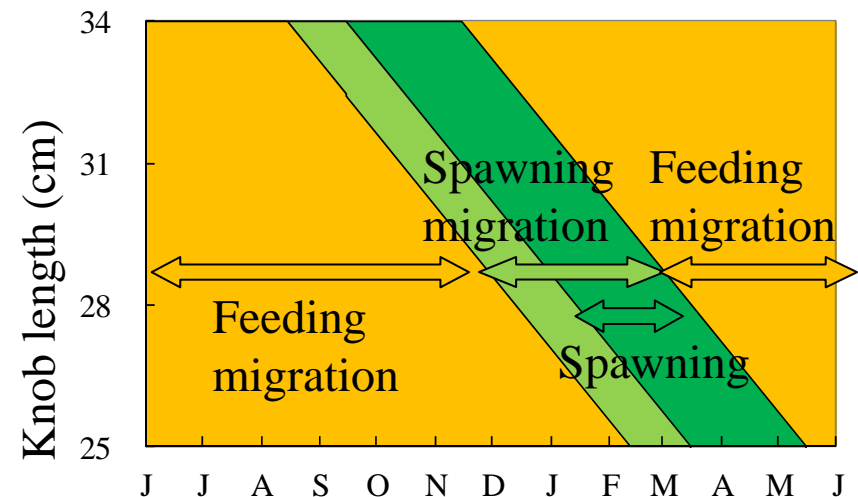 Knob length (cm)
34
31
28
25
Spawning
migration
Feeding
migration
Feeding
migration
Spawning
J J A S O N D J F M A M J